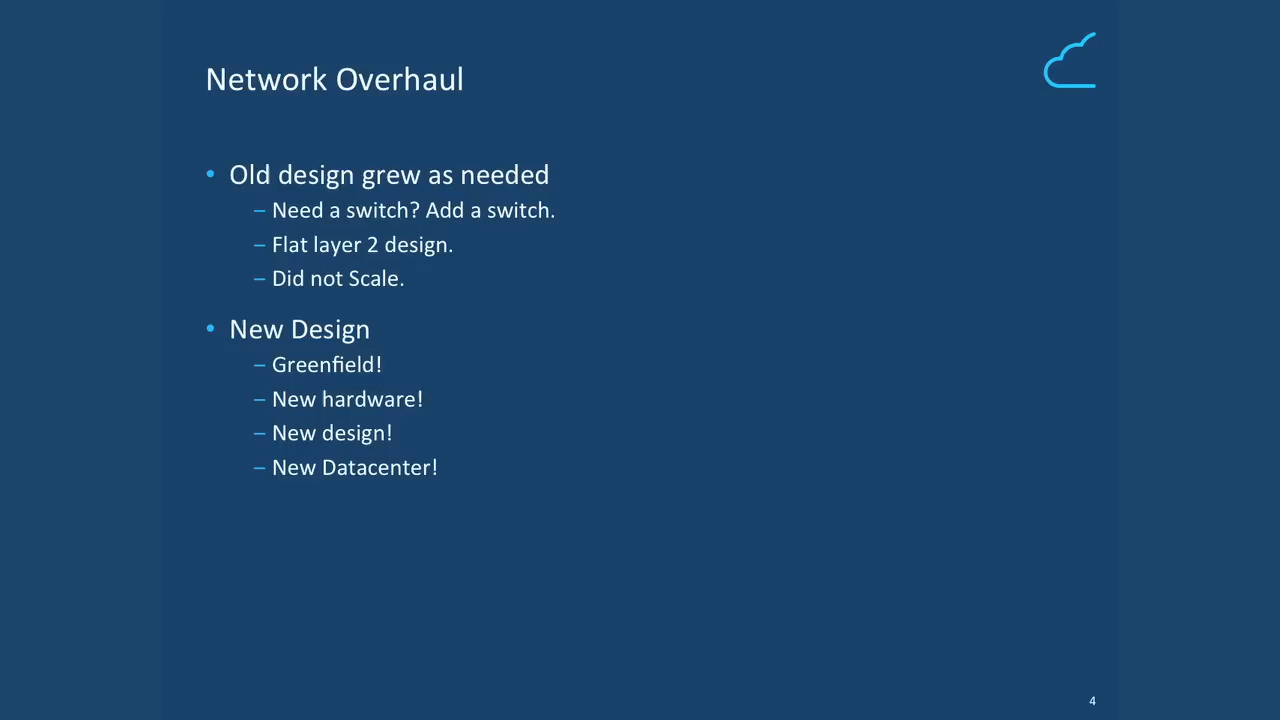 Network Overhaul
• Old design grew as needed
– Need a switch? Add a switch.
– Flat layer 2 design.
– Did not Scale.
• New Design
– Greenfield!
– New hardware!
– New design!
– New Datacenter!
4